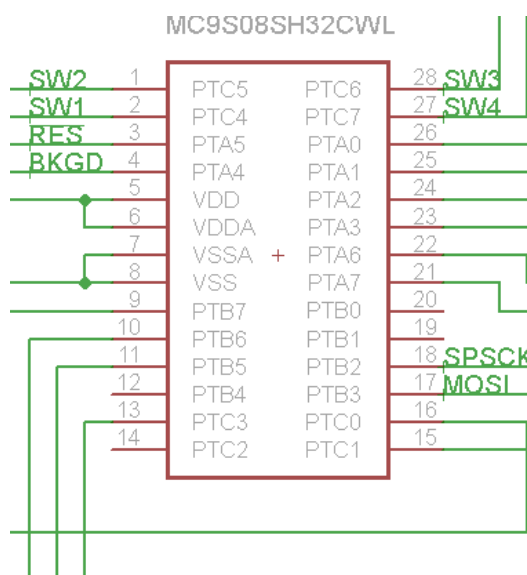 MC9S08SH32CWL
SW2 1 PTC5 PTC6 28 SW3
SW1 2 PTC4 PTC7 27 SW4
RES 3 PTA5 PTA0 26
BKGD 4 PTA4 PTA1 25
5 VDD PTA2 24
6 VDDA PTA3 23
7 VSSA PTA6 22
8 VSS PTA7 21
9 PTB7 PTB0 20
10 PTB6 PTB1 19
11 PTB5 PTB2 18 SPSCK
12 PTB4 PTB3 17 MOSI
13 PTC3 PTC0 16
14 PTC2 PTC1 15